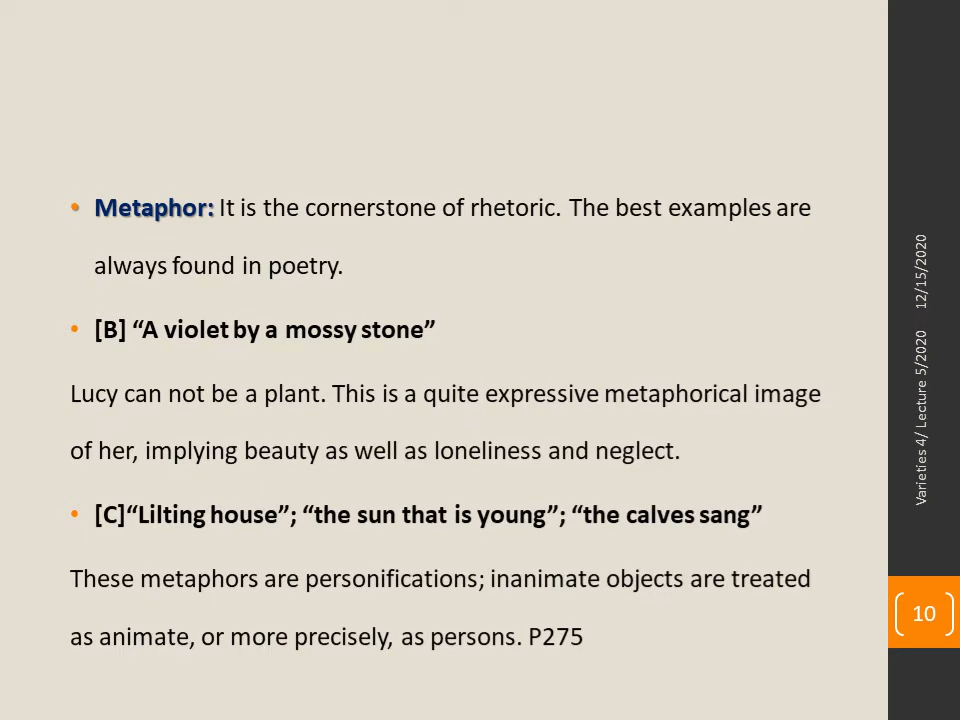 • Metaphor: It is the cornerstone of rhetoric. The best examples are
always found in poetry.
• [B] “A violet by a mossy stone”
Lucy can not be a plant. This is a quite expressive metaphorical image
of her, implying beauty as well as loneliness and neglect.
• [C]“Lilting house”; “the sun that is young”; “the calves sang”
These metaphors are personifications; inanimate objects are treated
as animate, or more precisely, as persons. P275
Varieties 4/ Lecture 5/2020 12/15/2020
10